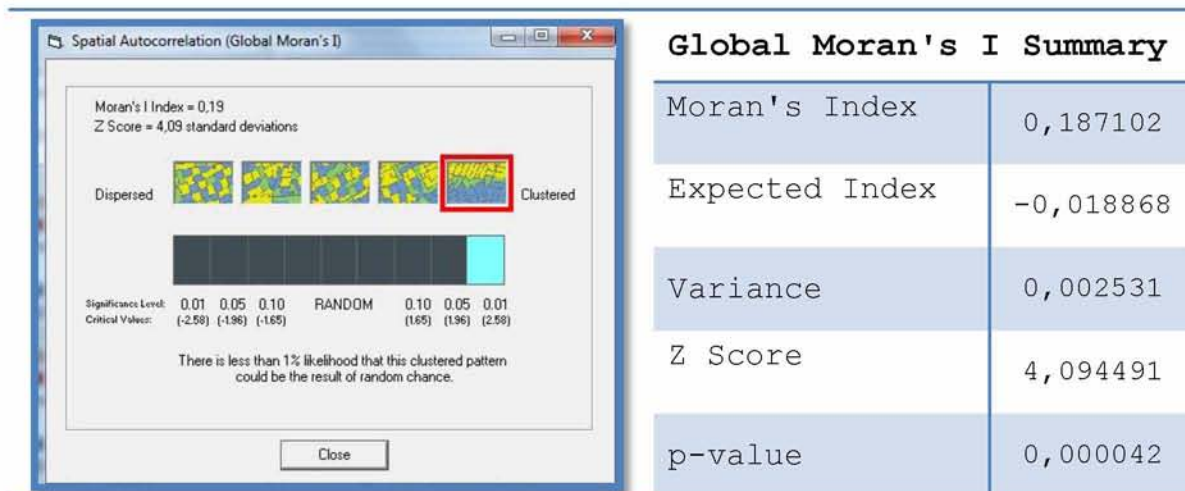 Spatial Autocorrelation (Global Moran's I)
Moran's I Index = 0,19
Z Score = 4,09 standard deviations
Dispersed
Clustered
Significance Level: 0.01 0.05 0.10 RANDOM 0.10 0.05 0.01
Critical Values: (-2.58) (-1.96) (-1.65) (1.65) (1.96) (2.58)
There is less than 1% likelihood that this clustered pattern
could be the result of random chance.
Close
Global Moran's I Summary
Moran's Index 0,187102
Expected Index -0,018868
Variance 0,002531
Z Score 4,094491
p-value 0,000042